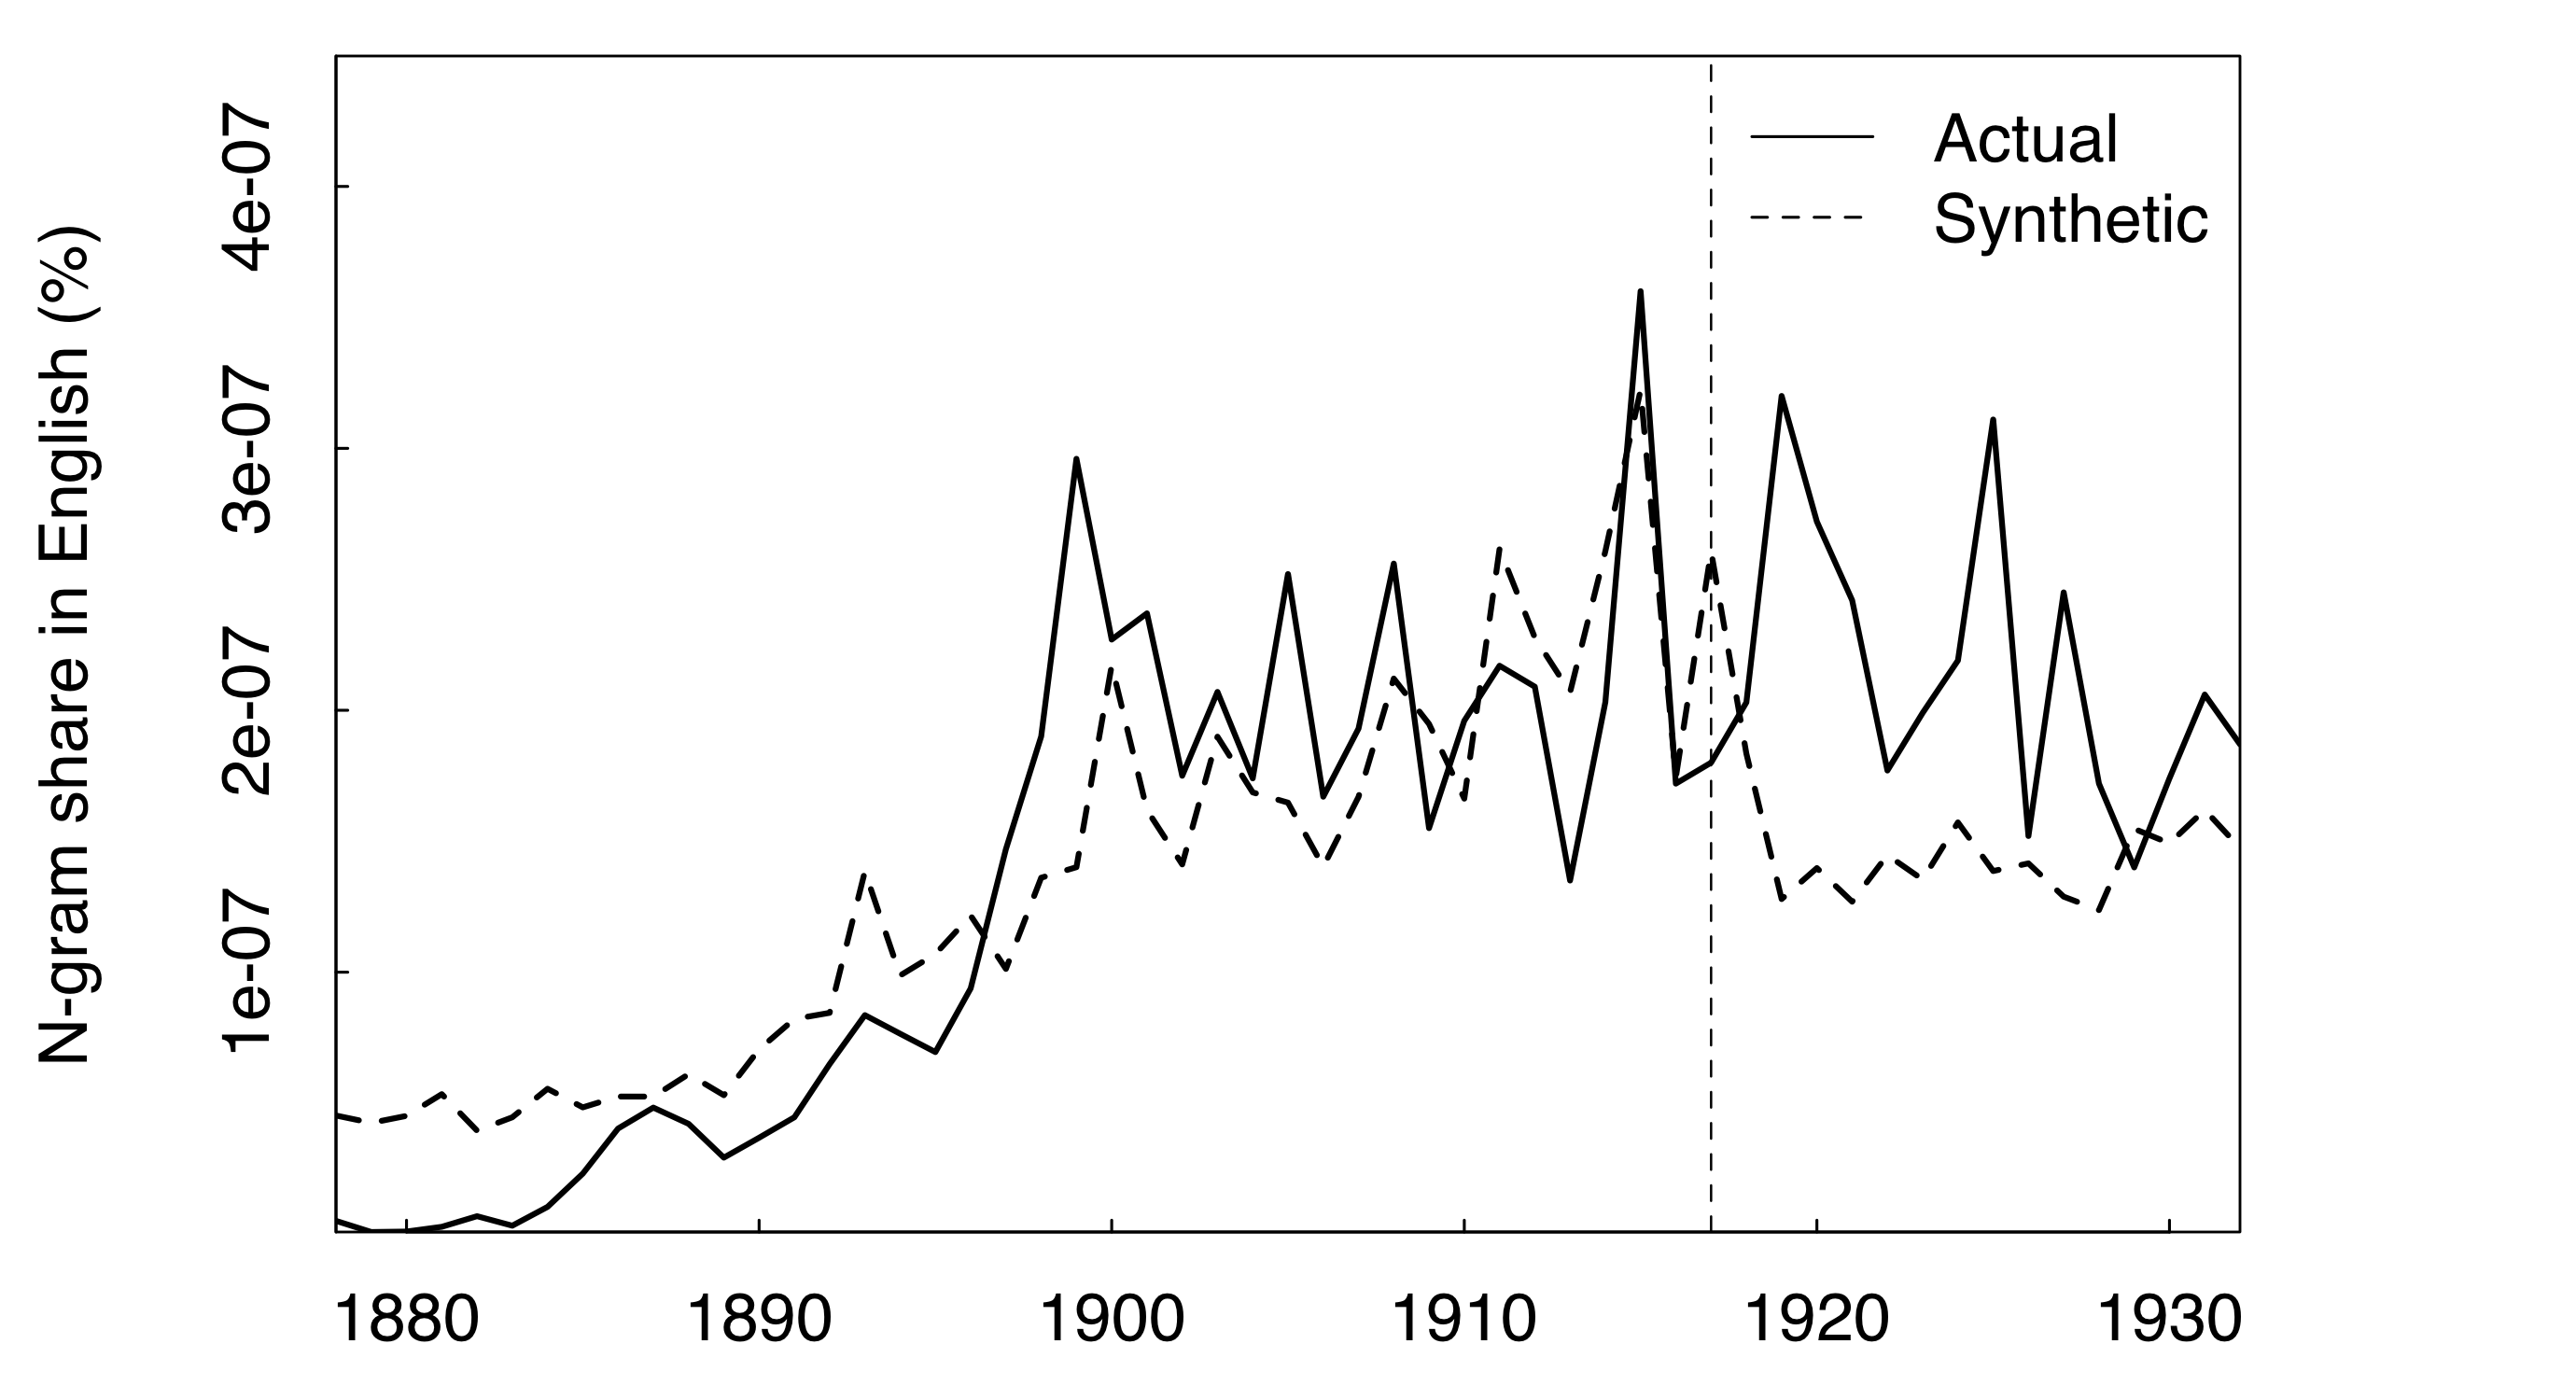 N-gram share in English (%)
4e-07
3e-07
2e-07
1e-07
Actual
Synthetic
1880 1890 1900 1910 1920 1930